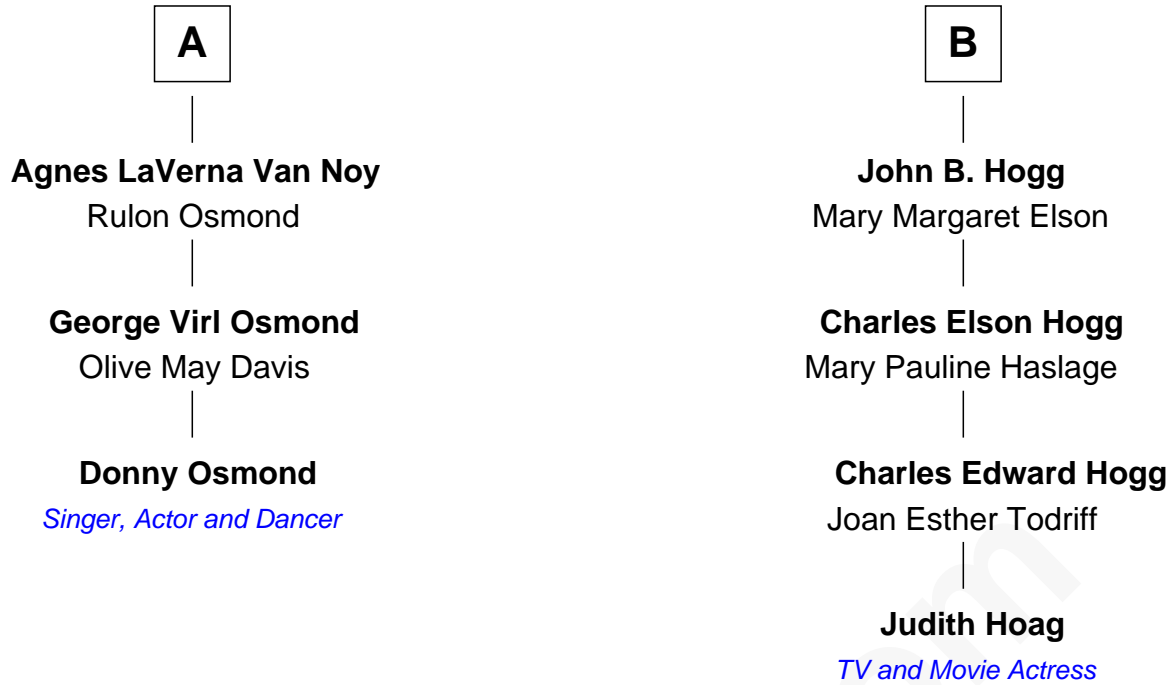 A
Agnes LaVerna Van Noy
Rulon Osmond
George Virl Osmond
Olive May Davis
Donny Osmond
Singer, Actor and Dancer
B
John B. Hogg
Mary Margaret Elson
Charles Elson Hogg
Mary Pauline Haslage
Charles Edward Hogg
Joan Esther Todriff
Judith Hoag
TV and Movie Actress